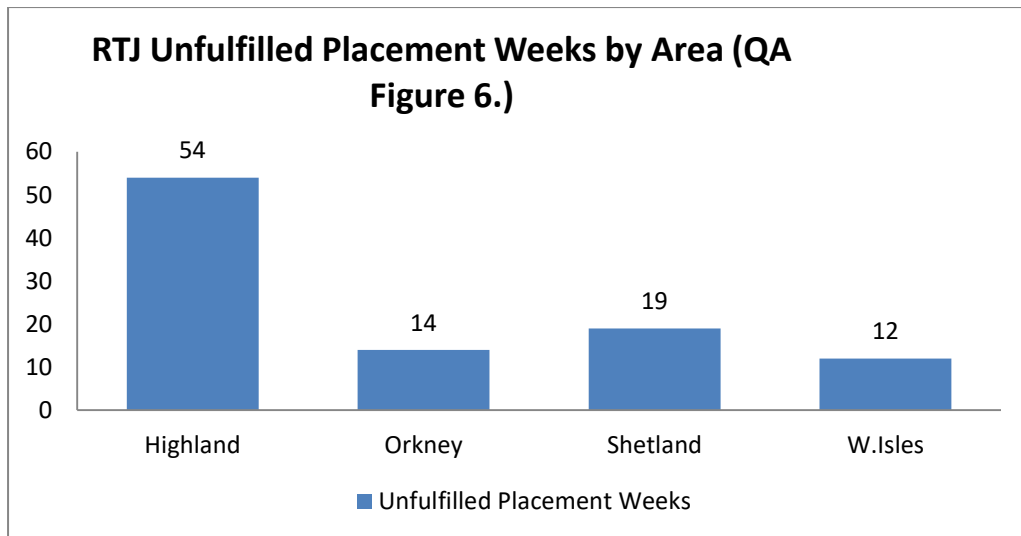 RTJ Unfulfilled Placement Weeks by Area (QA
Figure 6.)
60
50
40
30
20
10
0
54
14
19
12
Highland
Orkney
Shetland
W.Isles
Unfulfilled Placement Weeks